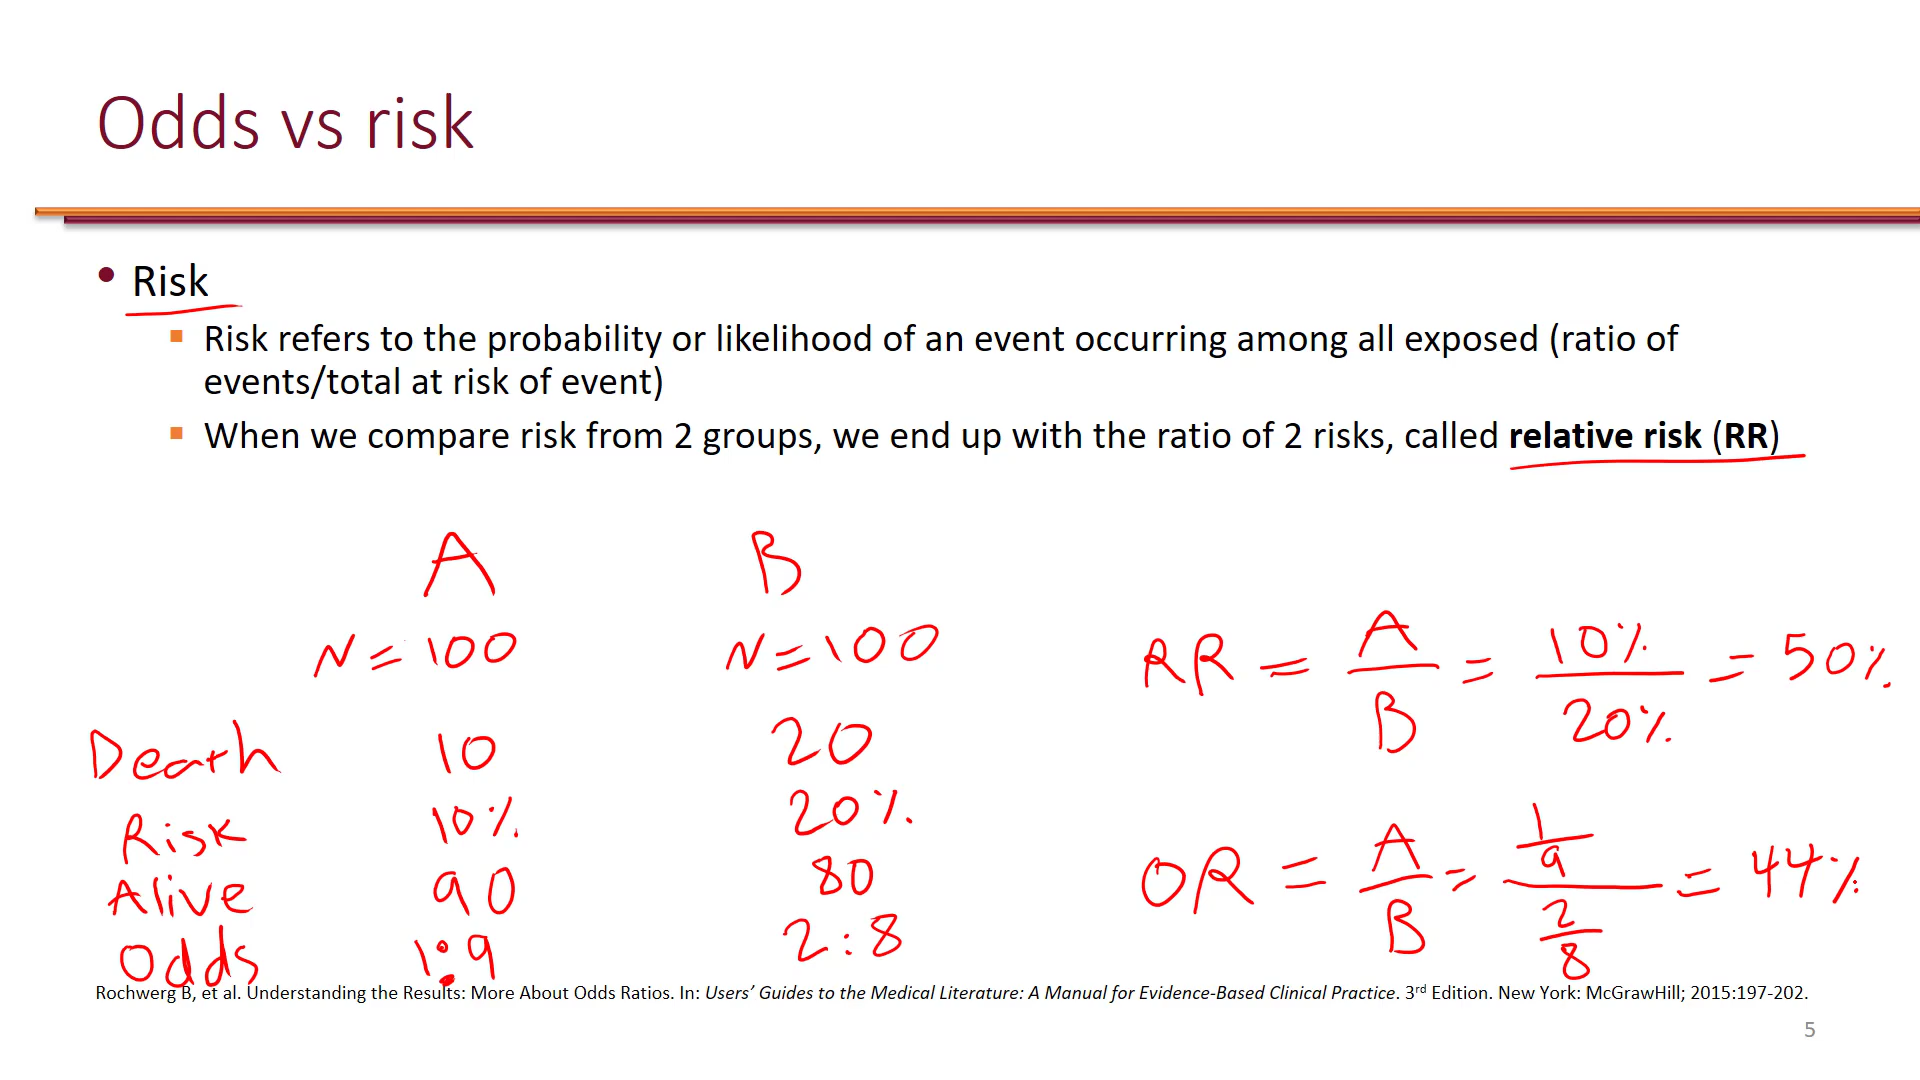 Odds vs risk
• Risk
▪ Risk refers to the probability or likelihood of an event occurring among all exposed (ratio of
events/total at risk of event)
▪ When we compare risk from 2 groups, we end up with the ratio of 2 risks, called relative risk (RR)
A B
N=100 N=100
Death 10 20
Risk 10% 20%
Alive 90 80
Odds 1:9 2:8
RR = A/B = 10%/20% = 50%
OR = A/B = 1/9 / 2/8 = 44%
Rochwerg B, et al. Understanding the Results: More About Odds Ratios. In: Users’ Guides to the Medical Literature: A Manual for Evidence-Based Clinical Practice. 3rd Edition. New York: McGrawHill; 2015:197-202.
5